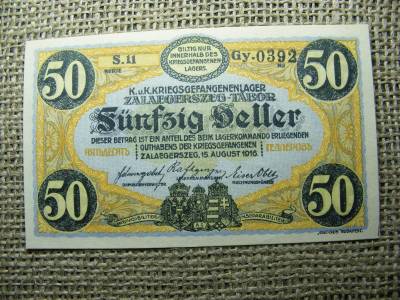 GILTIG NUR
INNERHALB DES
KRIEGSGEFANGENEN
LAGERS.
S.11
SERIE
Gy.0392
50
50
K.u.K.KRIEGSGEFANGENENLAGER
ZALAEGERSZEG-TÁBOR
Fünfzig Heller
DIESER BETRAG IST EIN ANTEIL DES BEIM LAGERKOMMANDO ERLIEGENDEN
GUTHABENS DER KRIEGSGEFANGENEN
ZALAEGERSZEG, 15. AUGUST 1916.
50
50